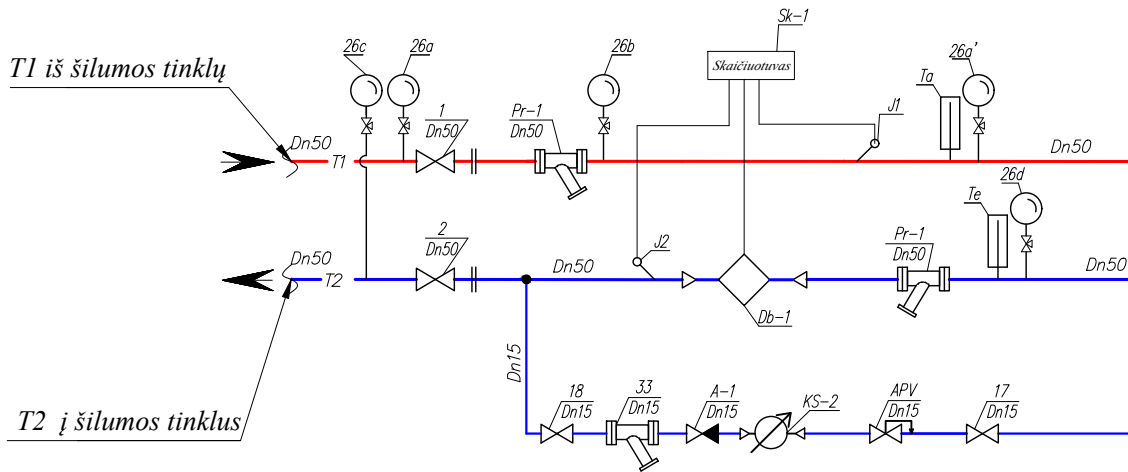 Sk-1
26c
26a
26b
Skaičiuotuvas
26a'
Ta
T1 iš šilumos tinklų
1
Dn50
Pr-1
Dn50
J1
Dn50
T1
Dn50
26d
Te
2
Dn50
J2
Pr-1
Dn50
Dn50
T2
Dn50
Dn50
Db-1
Dn15
T2 į šilumos tinklus
18
Dn15
33
Dn15
A-1
Dn15
KS-2
APV
Dn15
17
Dn15